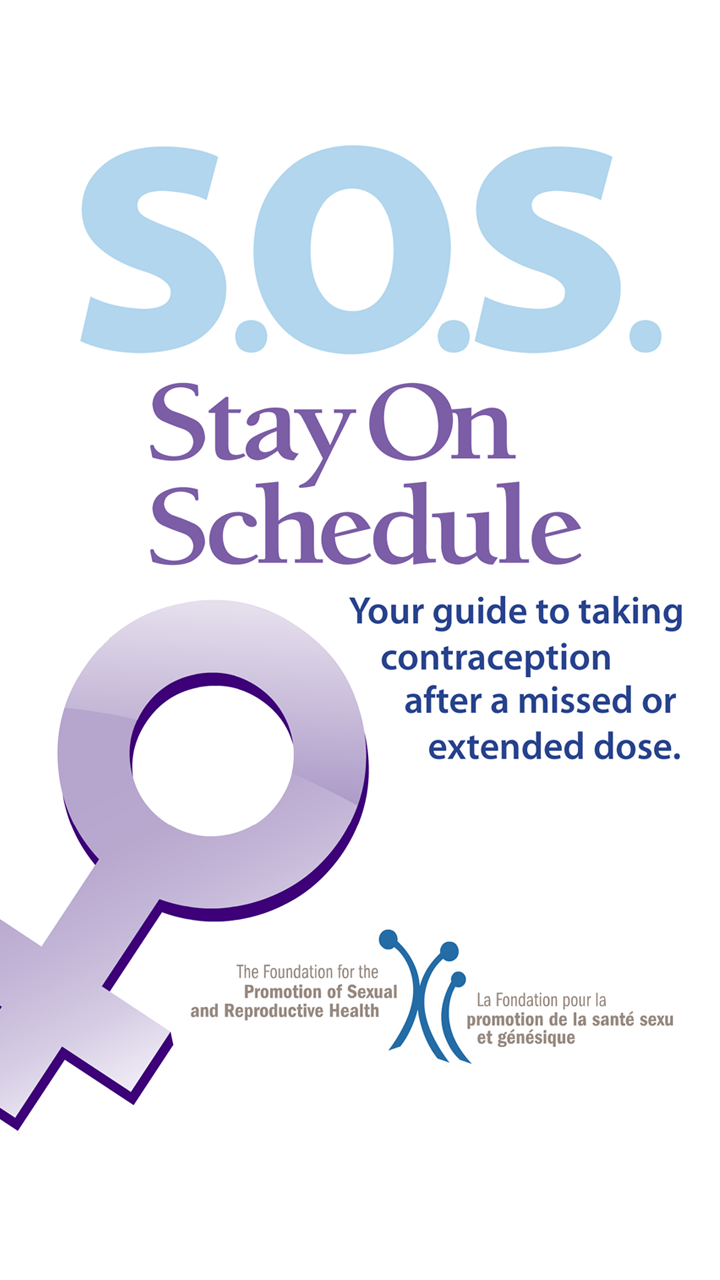 S.O.S.
Stay On
Schedule
Your guide to taking
contraception
after a missed or
extended dose.
The Foundation for the
Promotion of Sexual
and Reproductive Health
La Fondation pour la
promotion de la santé sexu
et génésique